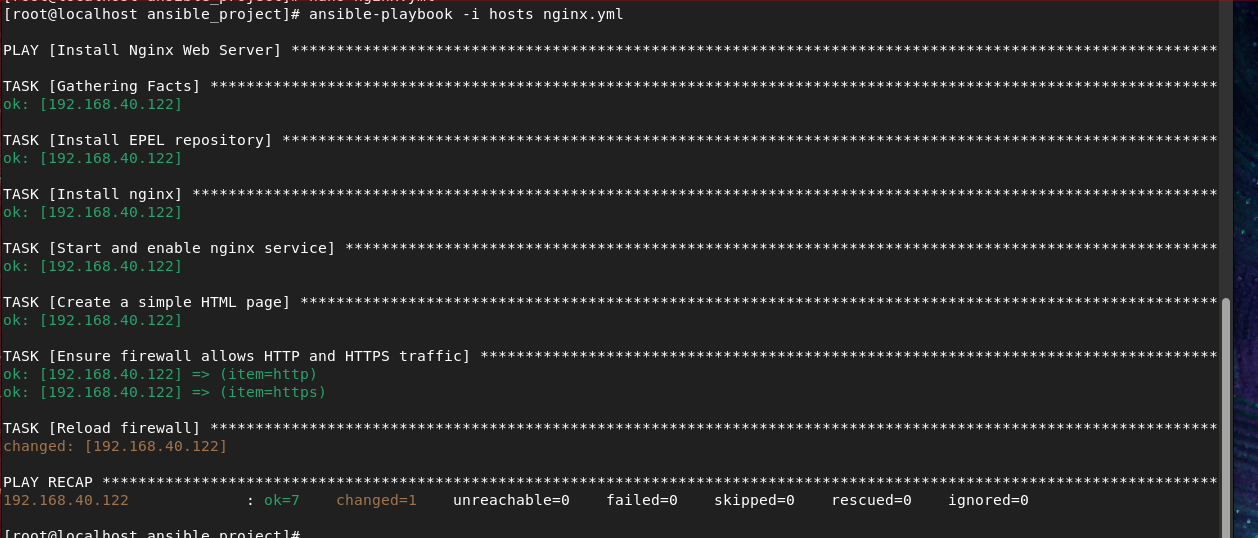 [root@localhost ansible_project]# ansible-playbook -i hosts nginx.yml
PLAY [Install Nginx Web Server] *******************************************************************************************************
TASK [Gathering Facts] ****************************************************************************************************************
ok: [192.168.40.122]
TASK [Install EPEL repository] ********************************************************************************************************
ok: [192.168.40.122]
TASK [Install nginx] ******************************************************************************************************************
ok: [192.168.40.122]
TASK [Start and enable nginx service] *************************************************************************************************
ok: [192.168.40.122]
TASK [Create a simple HTML page] ******************************************************************************************************
ok: [192.168.40.122]
TASK [Ensure firewall allows HTTP and HTTPS traffic] **********************************************************************************
ok: [192.168.40.122] => (item=http)
ok: [192.168.40.122] => (item=https)
TASK [Reload firewall] ****************************************************************************************************************
changed: [192.168.40.122]
PLAY RECAP ****************************************************************************************************************************
192.168.40.122             : ok=7    changed=1    unreachable=0    failed=0    skipped=0    rescued=0    ignored=0
[root@localhost ansible_project]#